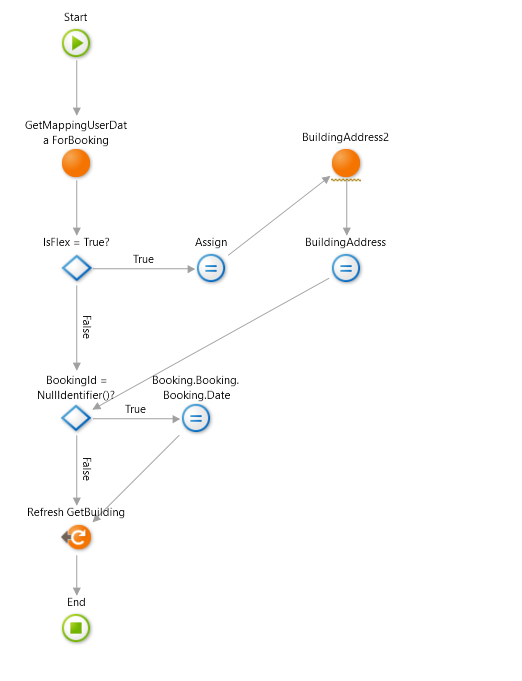 Start
GetMappingUserDat
a ForBooking
BuildingAddress2
IsFlex = True?
True
Assign
BuildingAddress
False
BookingId =
NullIdentifier()?
True
Booking.Booking.
Booking.Date
False
Refresh GetBuilding
End